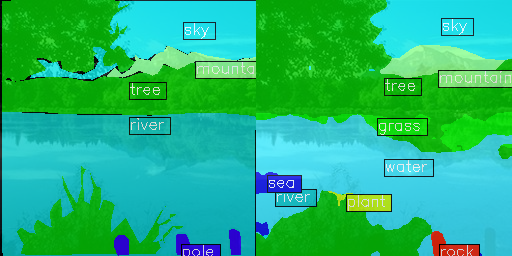 sky
mounta
tree
river
pole
sky
mountain
tree
grass
water
sea
river
plant
rock